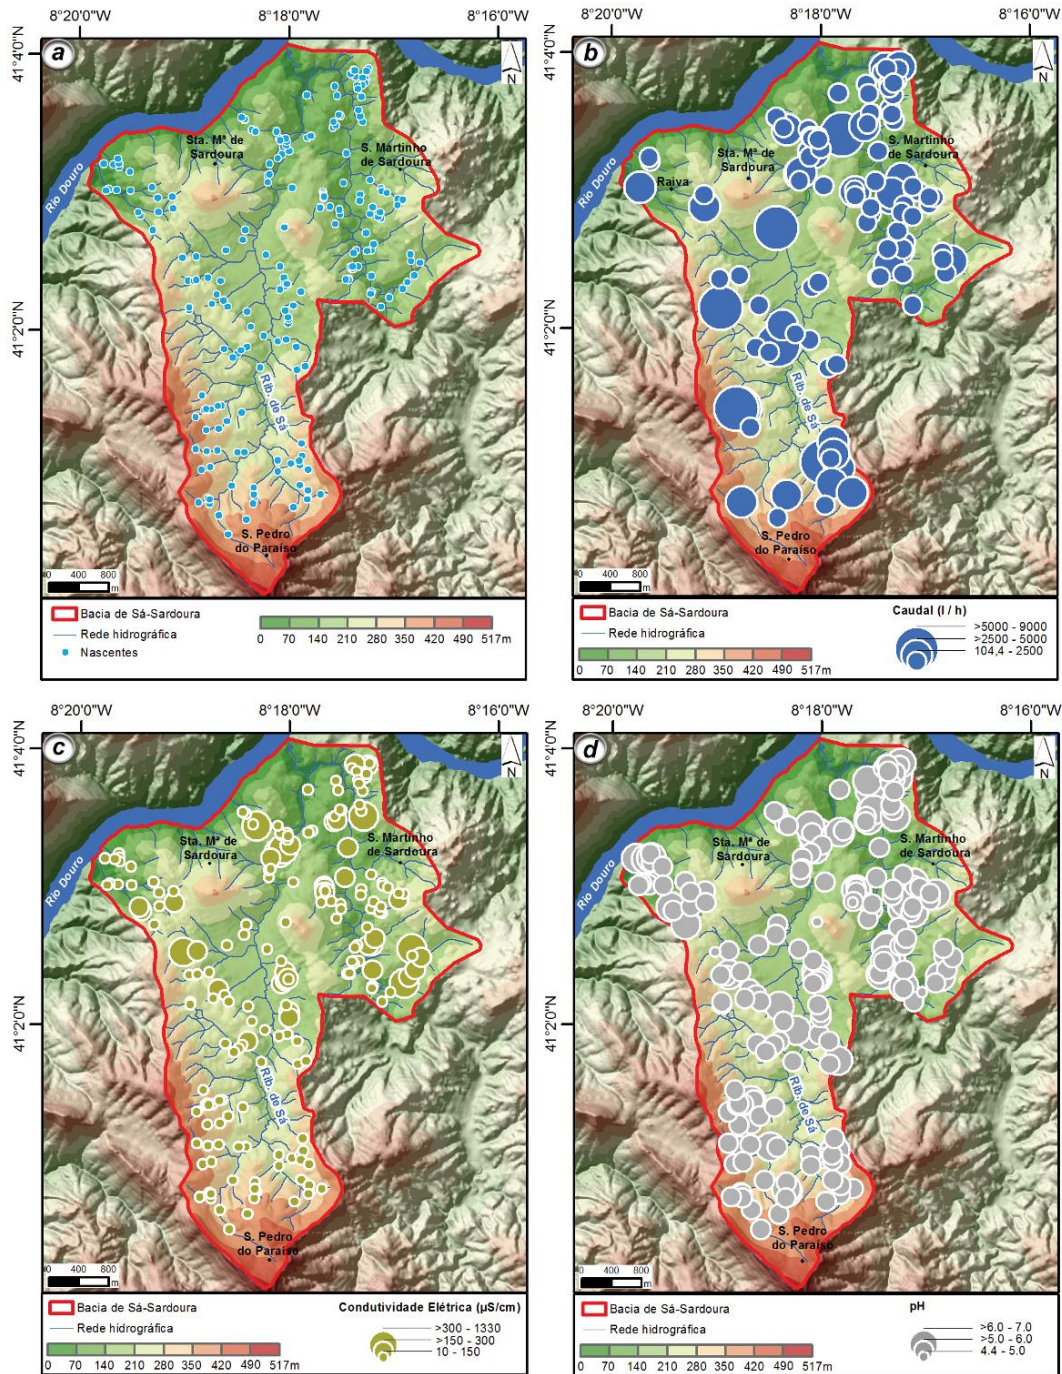 8°20'0"W
8°18'0"W
8°16'0"W
41°4'0"N
41°2'0"N
a
N
Sta. Mª de
Sardoura
S. Martinho
de Sardoura
Rio Douro
Rib. de Sá
S. Pedro
do Paraíso
0 400 800
m
Bacia de Sá-Sardoura
Rede hidrográfica
Nascentes
0 70 140 210 280 350 420 490 517m
8°20'0"W
8°18'0"W
8°16'0"W
41°4'0"N
41°2'0"N
b
N
Sta. Mª de
Sardoura
S. Martinho
de Sardoura
Raiva
Rio Douro
Rib. de Sá
S. Pedro
do Paraíso
0 400 800
m
Bacia de Sá-Sardoura
Rede hidrográfica
0 70 140 210 280 350 420 490 517m
Caudal (l / h)
>5000 - 9000
>2500 - 5000
104,4 - 2500
8°20'0"W
8°18'0"W
8°16'0"W
41°4'0"N
41°2'0"N
c
N
Sta. Mª de
Sardoura
S. Martinho
de Sardoura
Rio Douro
Rib. de Sá
S. Pedro
do Paraíso
0 400 800
m
Bacia de Sá-Sardoura
Rede hidrográfica
0 70 140 210 280 350 420 490 517m
Condutividade Elétrica (µS/cm)
>300 - 1330
>150 - 300
10 - 150
8°20'0"W
8°18'0"W
8°16'0"W
41°4'0"N
41°2'0"N
d
N
Sta. Mª de
Sardoura
S. Martinho
de Sardoura
Rio Douro
Rib. de Sá
S. Pedro
do Paraíso
0 400 800
m
Bacia de Sá-Sardoura
Rede hidrográfica
0 70 140 210 280 350 420 490 517m
pH
>6.0 - 7.0
>5.0 - 6.0
4.4 - 5.0